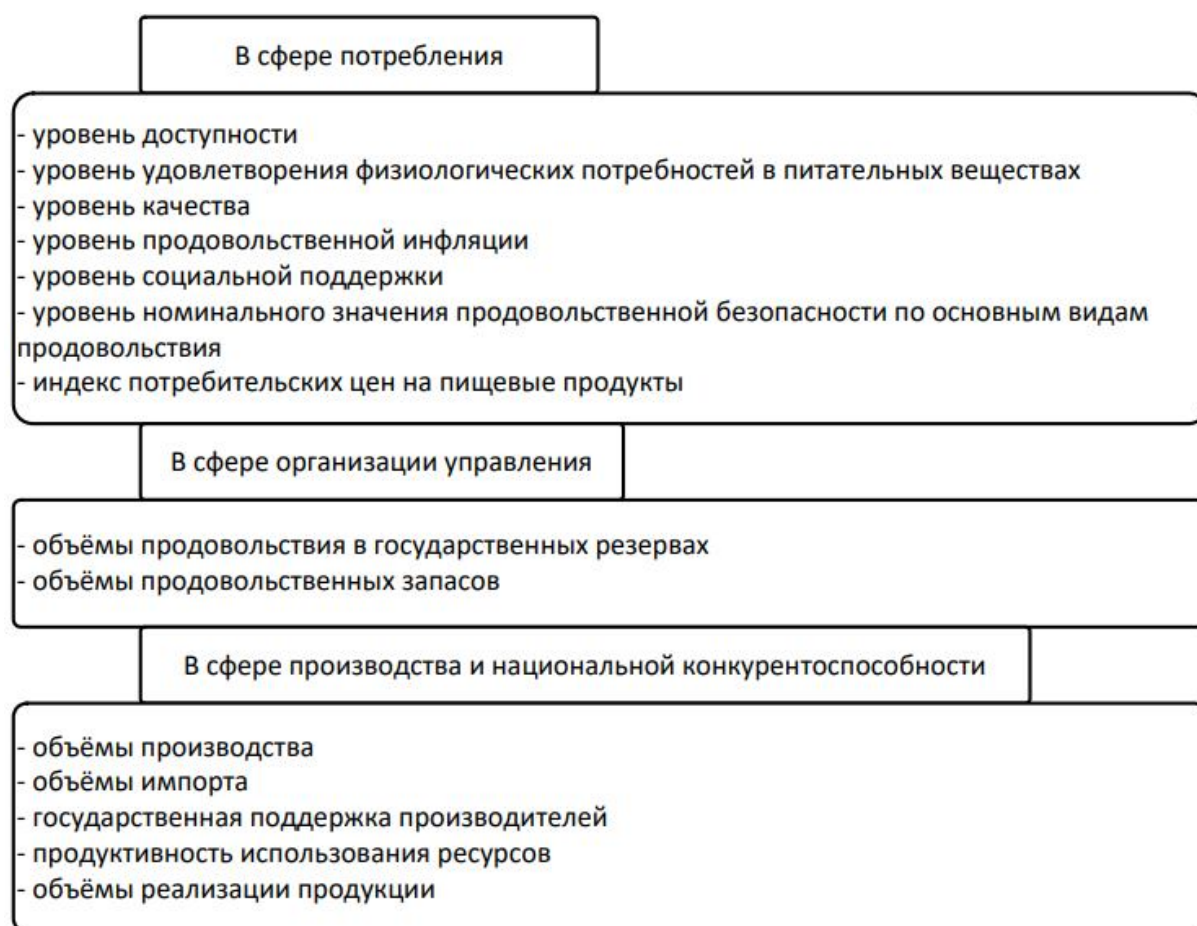 В сфере потребления
- уровень доступности
- уровень удовлетворения физиологических потребностей в питательных веществах
- уровень качества
- уровень продовольственной инфляции
- уровень социальной поддержки
- уровень номинального значения продовольственной безопасности по основным видам
продовольствия
- индекс потребительских цен на пищевые продукты
В сфере организации управления
- объёмы продовольствия в государственных резервах
- объёмы продовольственных запасов
В сфере производства и национальной конкурентоспособности
- объёмы производства
- объёмы импорта
- государственная поддержка производителей
- продуктивность использования ресурсов
- объёмы реализации продукции